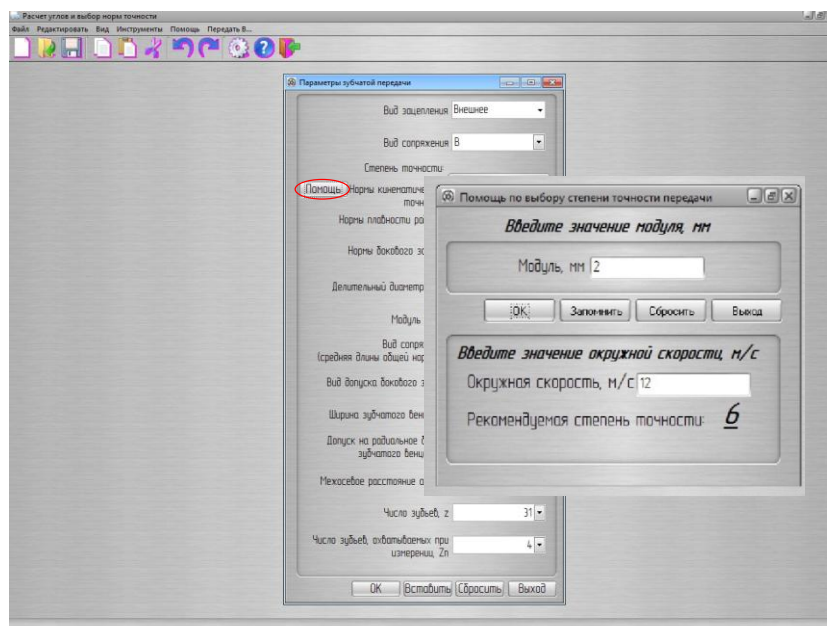 Расчет углов и выбор норм точности
Файл Редактировать Вид Инструменты Помощь Передать В...
Параметры зубчатой передачи
Вид зацепления Внешнее
Вид сопряжения В
Степень точности:
Помощь Нормы кинематиче
точн
Нормы плавности ра
Нормы бокового за
Делительный диаметр
Модуль
Вид сопря
(средняя длины общей нор
Вид допуска бокового з
Ширина зубчатого вен
Допуск на радиальное б
зубчатого венц
Межосевое расстояние
Число зубьев, z 31
Число зубьев, охватываемых при
измерении, Zn 4
OK Вставить Сбросить Выход
Помощь по выбору степени точности передачи
Введите значение модуля, мм
Модуль, мм 2
OK Запомнить Сбросить Выход
Введите значение окружной скорости, м/с
Окружная скорость, м/с 12
Рекомендуемая степень точности: 6